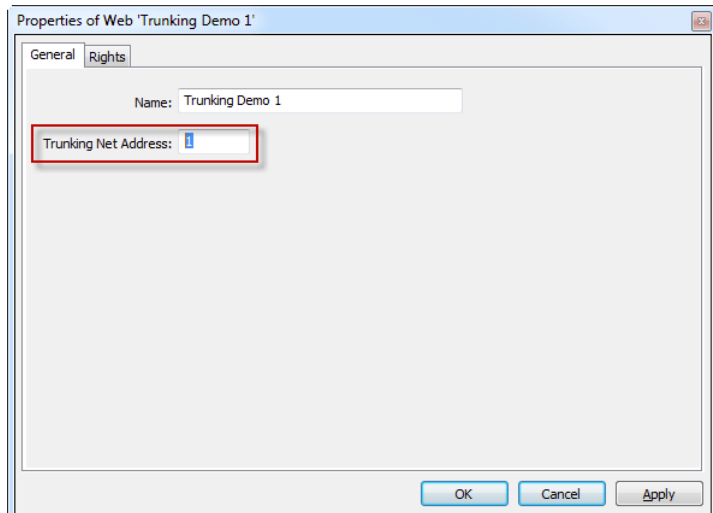 Properties of Web 'Trunking Demo 1'
General Rights
Name: Trunking Demo 1
Trunking Net Address: 1
OK Cancel Apply